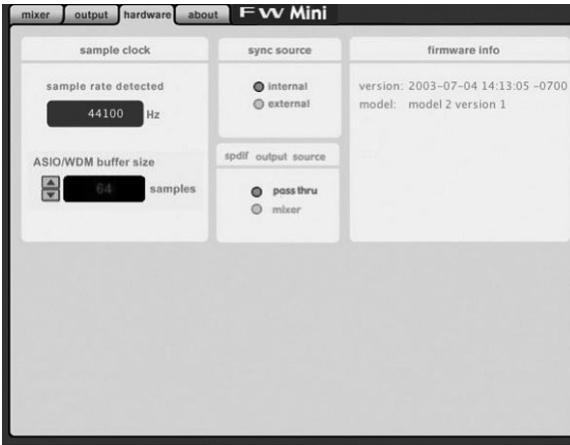 mixer output hardware about FW Mini
sample clock
sample rate detected
44100 Hz
ASIO/WDM buffer size
64 samples
sync source
internal
external
spdif output source
pass thru
mixer
firmware info
version: 2003-07-04 14:13:05 -0700
model: model 2 version 1